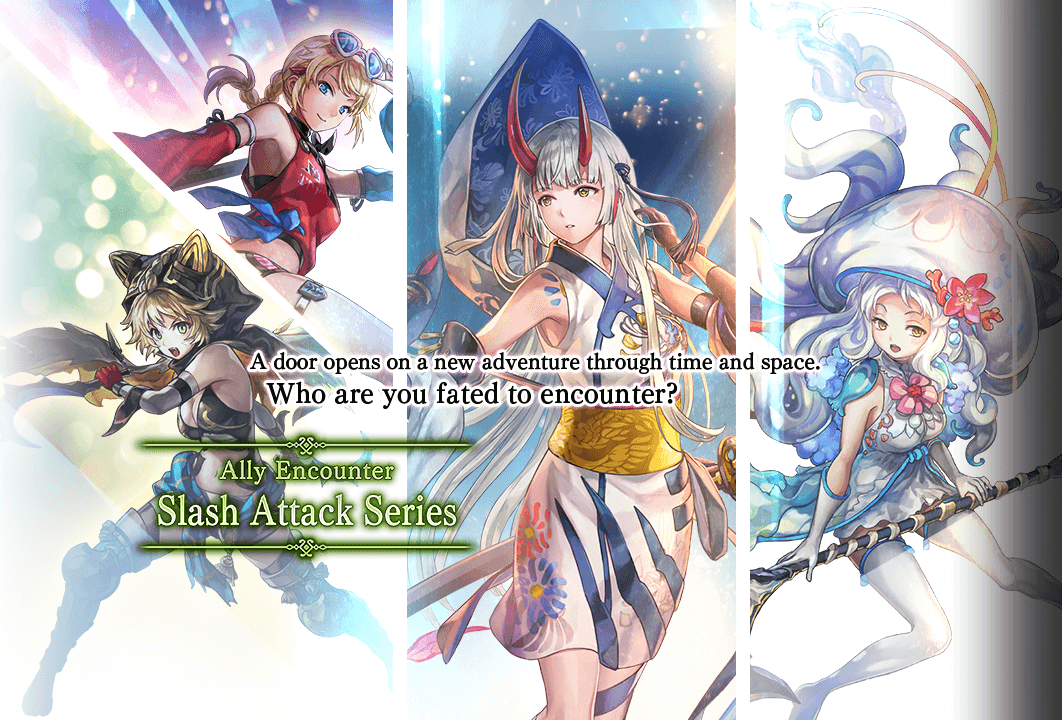 A door opens on a new adventure through time and space.
Who are you fated to encounter?
Ally Encounter
Slash Attack Series